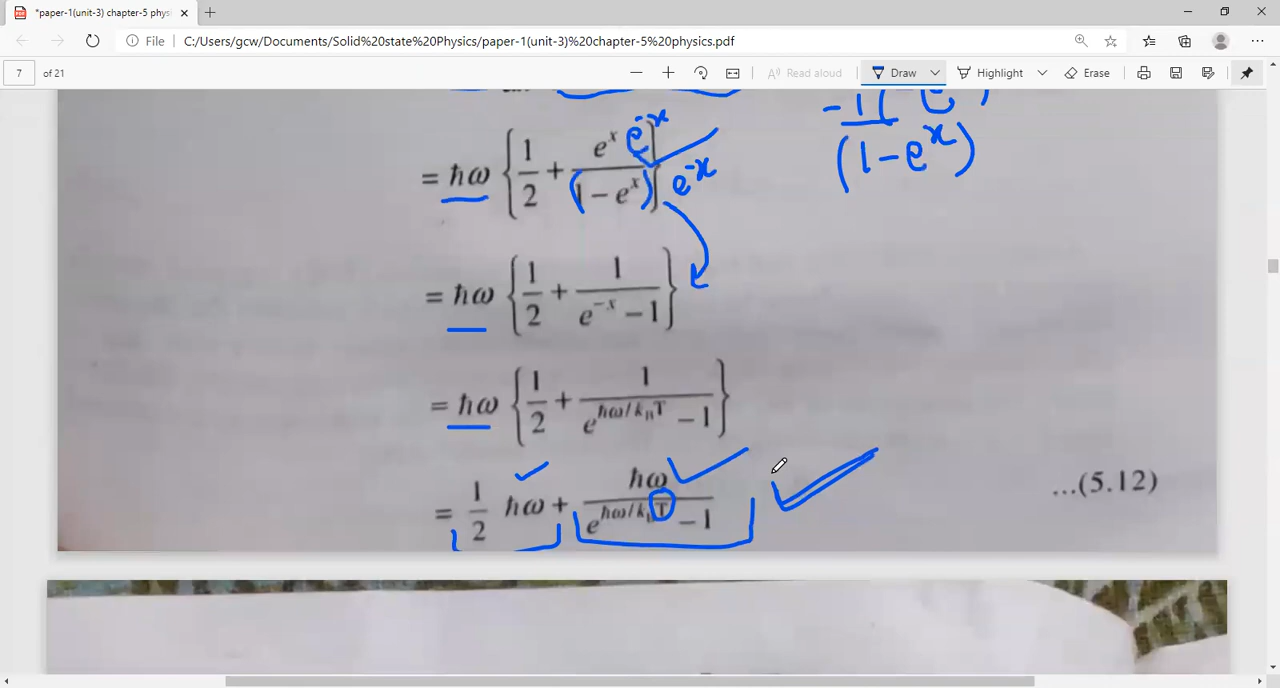 *paper-1(unit-3) chapter-5 phys
File C:/Users/gcw/Documents/Solid%20state%20Physics/paper-1(unit-3)%20chapter-5%20physics.pdf
7 of 21 Read aloud Draw Highlight Erase
(1 - e^x)
= ħω { 1/2 + e^x e^-x / (1 - e^x) e^-x }
= ħω { 1/2 + 1 / (e^-x - 1) }
= ħω { 1/2 + 1 / (e^(ħω/k_BT) - 1) }
= 1/2 ħω + ħω / (e^(ħω/k_BT) - 1) ...(5.12)